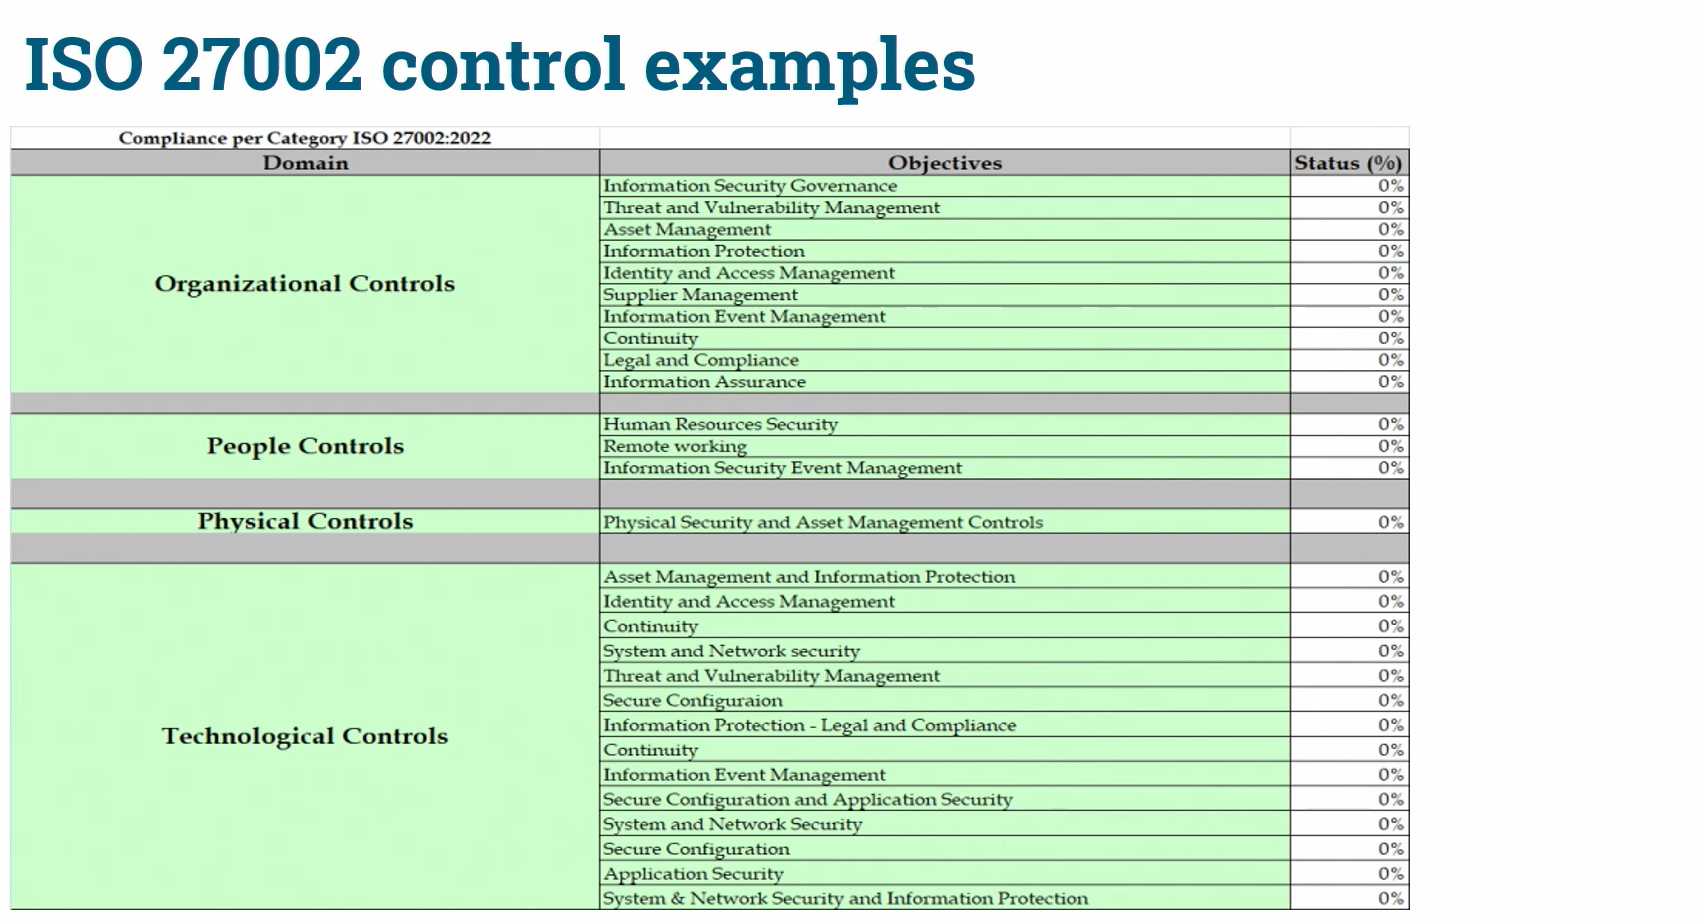 ISO 27002 control examples
Compliance per Category ISO 27002:2022
Domain Objectives Status (%)
Organizational Controls
Information Security Governance 0%
Threat and Vulnerability Management 0%
Asset Management 0%
Information Protection 0%
Identity and Access Management 0%
Supplier Management 0%
Information Event Management 0%
Continuity 0%
Legal and Compliance 0%
Information Assurance 0%
People Controls
Human Resources Security 0%
Remote working 0%
Information Security Event Management 0%
Physical Controls
Physical Security and Asset Management Controls 0%
Technological Controls
Asset Management and Information Protection 0%
Identity and Access Management 0%
Continuity 0%
System and Network security 0%
Threat and Vulnerability Management 0%
Secure Configuraion 0%
Information Protection - Legal and Compliance 0%
Continuity 0%
Information Event Management 0%
Secure Configuration and Application Security 0%
System and Network Security 0%
Secure Configuration 0%
Application Security 0%
System & Network Security and Information Protection 0%